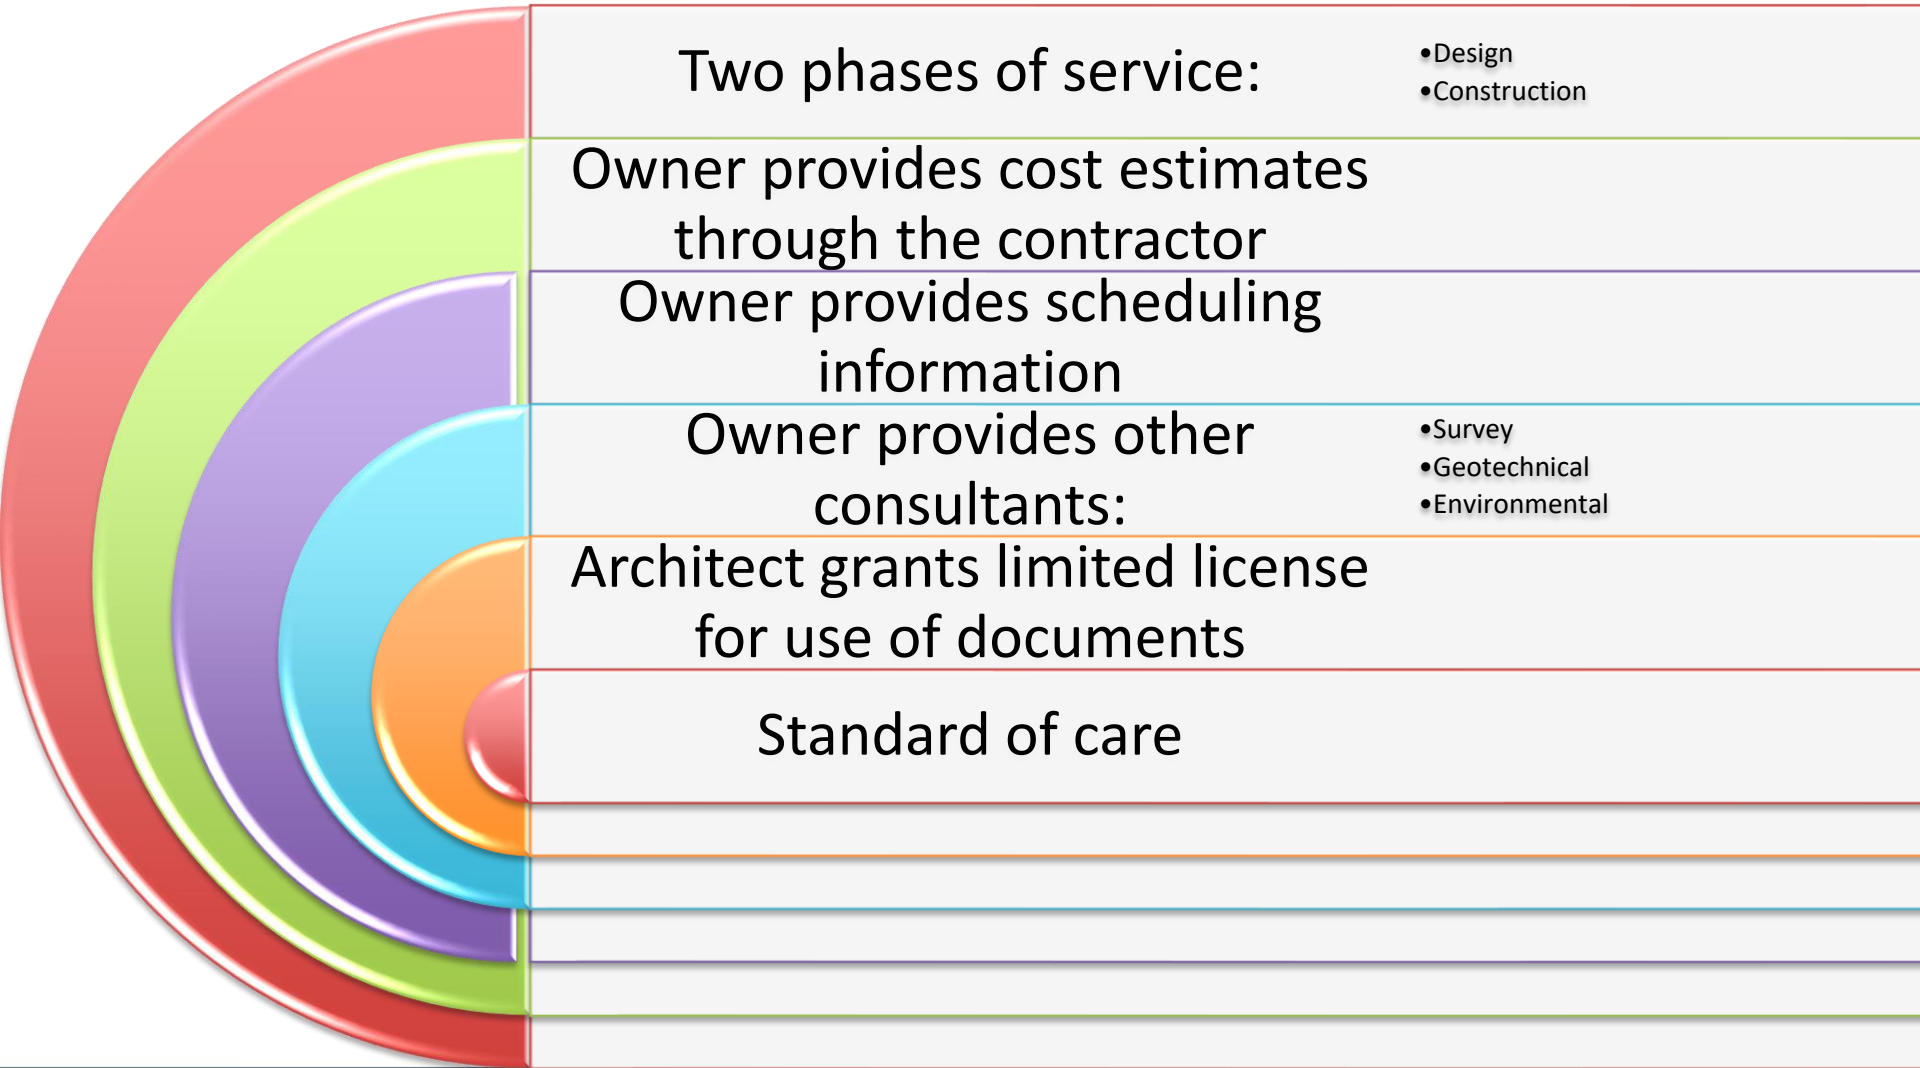 Two phases of service:
•Design
•Construction
Owner provides cost estimates
through the contractor
Owner provides scheduling
information
Owner provides other
consultants:
•Survey
•Geotechnical
•Environmental
Architect grants limited license
for use of documents
Standard of care